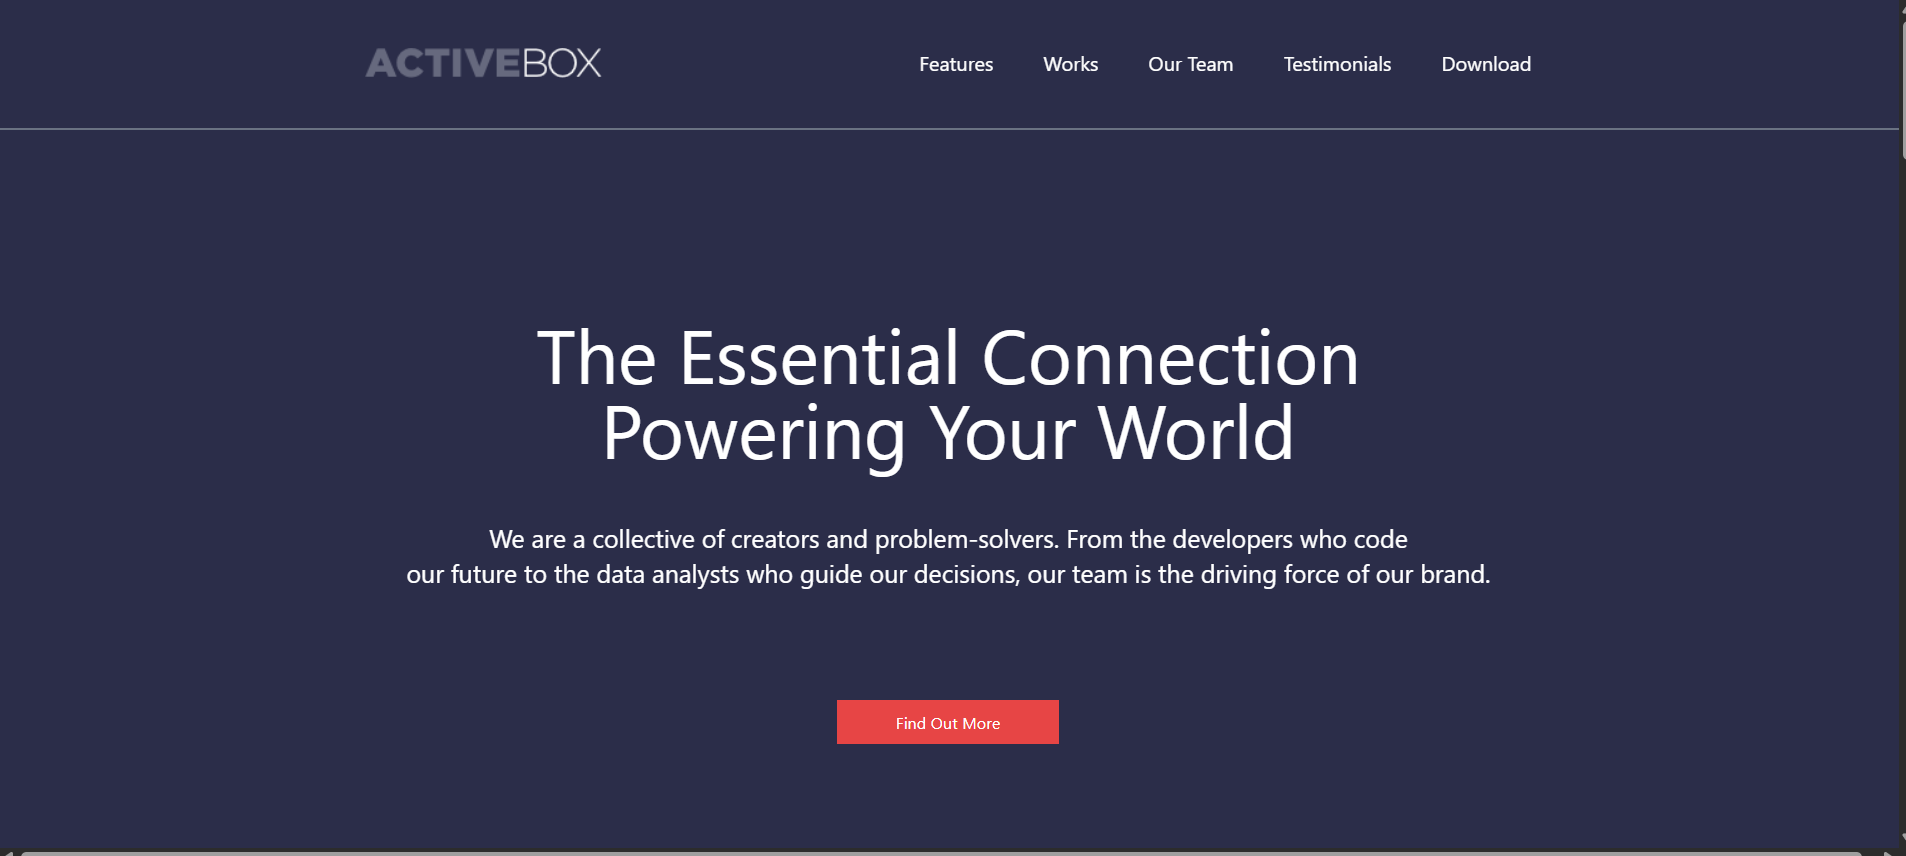 ACTIVEBOX
Features Works Our Team Testimonials Download
The Essential Connection
Powering Your World
We are a collective of creators and problem-solvers. From the developers who code
our future to the data analysts who guide our decisions, our team is the driving force of our brand.
Find Out More